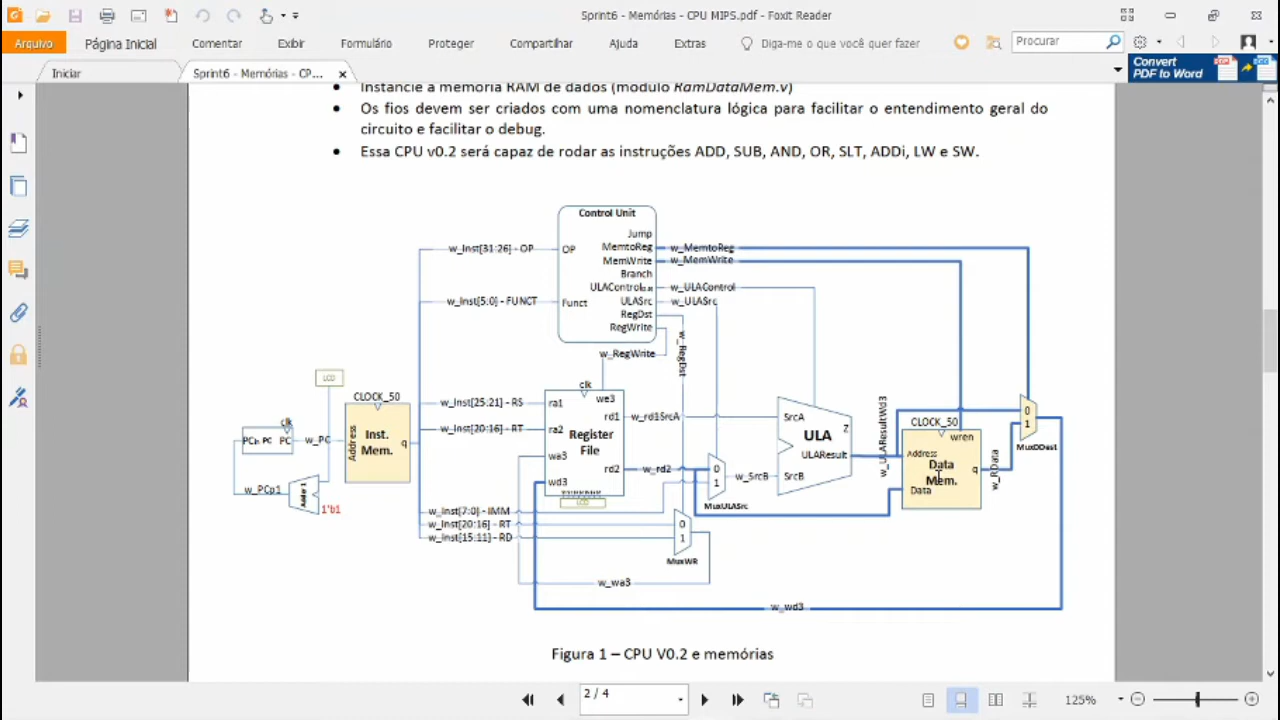 Sprint6 - Memórias - CPU MIPS.pdf - Foxit Reader
Arquivo
Página Inicial
Comentar
Exibir
Formulário
Proteger
Compartilhar
Ajuda
Extras
Diga-me o que você quer fazer
Procurar
Iniciar
Sprint6 - Memórias - CP...
Convert
PDF to Word
• Instancie a memória RAM de dados (módulo RamDataMem.v)
• Os fios devem ser criados com uma nomenclatura lógica para facilitar o entendimento geral do
circuito e facilitar o debug.
• Essa CPU v0.2 será capaz de rodar as instruções ADD, SUB, AND, OR, SLT, ADDi, LW e SW.
Control Unit
Jump
w_Inst[31:26] - OP
OP
MemtoReg
w_MemtoReg
MemWrite
w_MemWrite
Branch
ULAControl
w_ULAControl
w_Inst[5:0] - FUNCT
Funct
ULASrc
w_ULASrc
RegDst
RegWrite
w_RegDst
w_RegWrite
LCD
clk
CLOCK_50
w_Inst[25:21] - RS
ra1
we3
rd1
w_rd1SrcA
SrcA
0
1
MuxDDest
clk
PC
PC
w_PC
Address
Inst.
Mem.
q
w_Inst[20:16] - RT
ra2
Register
File
ULA
Z
ULAResult
w_ULAResultWd3
CLOCK_50
wren
Address
Data
Mem.
q
Data
w_RData
wa3
rd2
w_rd2
0
1
w_SrcB
SrcB
MuxULASrc
wd3
LCD
w_PCp1
Adder 1
1'b1
w_Inst[7:0] - IMM
w_Inst[20:16] - RT
0
w_Inst[15:11] - RD
1
MuxWR
w_wa3
w_wd3
Figura 1 – CPU V0.2 e memórias
2 / 4
125%